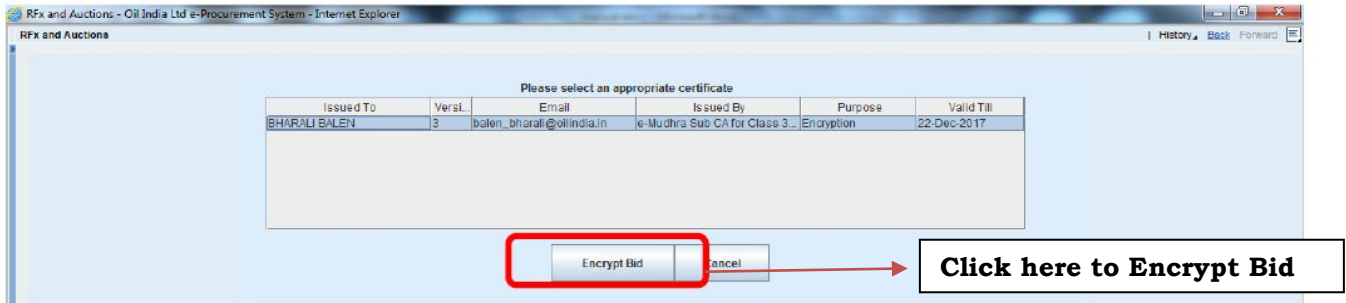 RFx and Auctions - Oil India Ltd e-Procurement System - Internet Explorer
RFx and Auctions | History Back Forward
Please select an appropriate certificate
Issued To Versi... Email Issued By Purpose Valid Till
BHARALI BALEN 3 balen_bharali@oilindia.in e-Mudhra Sub CA for Class 3... Encryption 22-Dec-2017
Encrypt Bid Cancel
Click here to Encrypt Bid